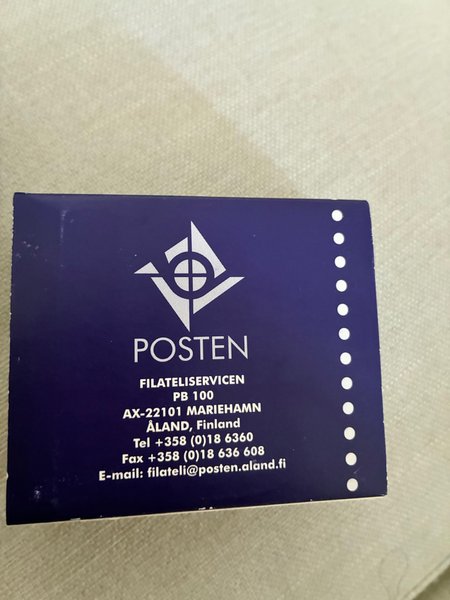 POSTEN
FILATELISERVICEN
PB 100
AX-22101 MARIEHAMN
ÅLAND, Finland
Tel +358 (0)18 6360
Fax +358 (0)18 636 608
E-mail: filateli@posten.aland.fi